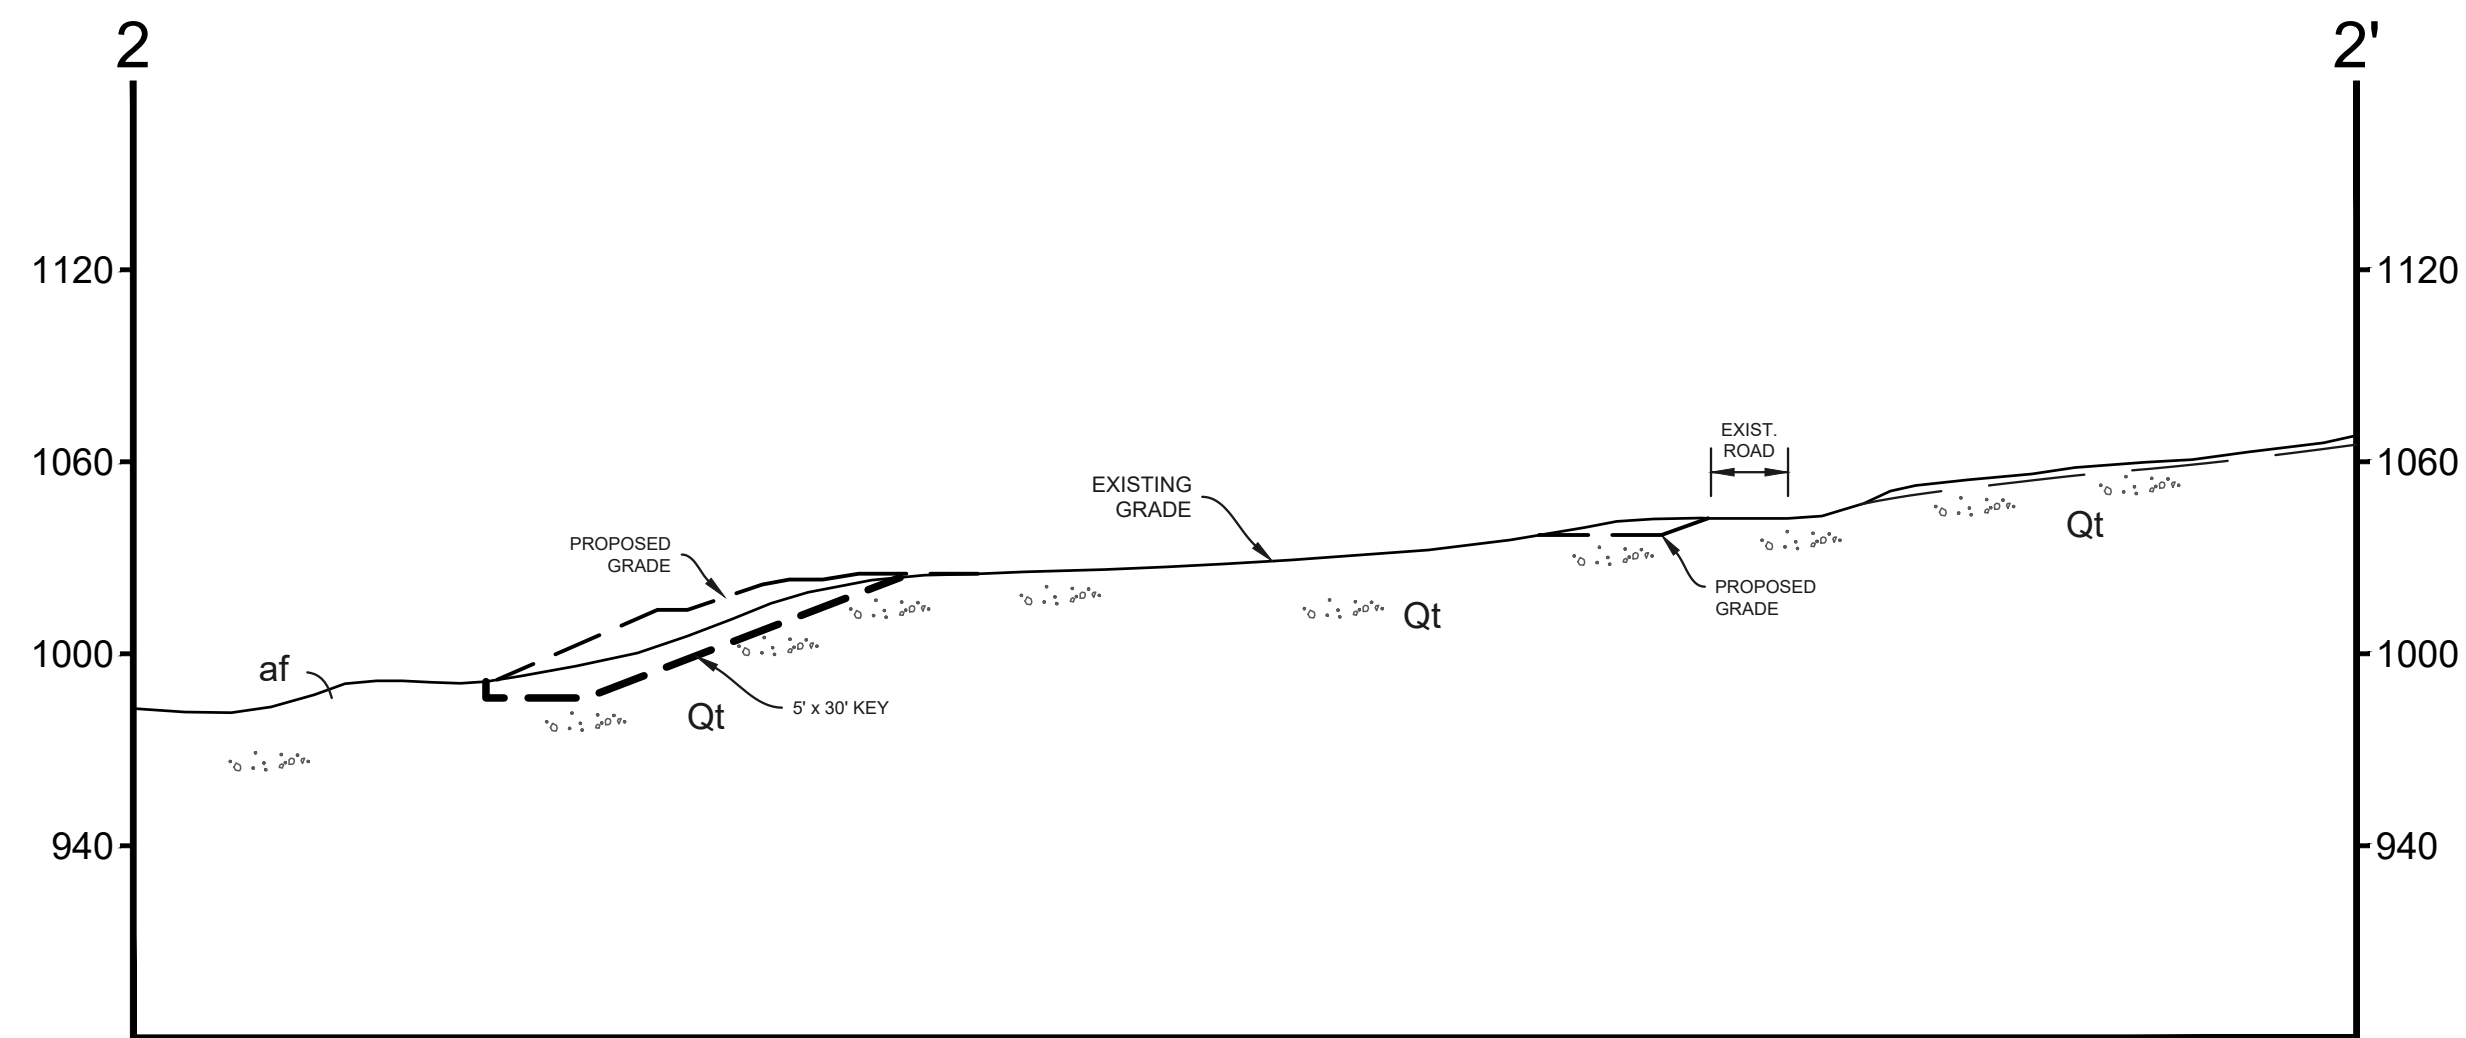 2
2'
1120
1120
EXIST.
ROAD
1060
1060
EXISTING
GRADE
PROPOSED
GRADE
Qt
PROPOSED
GRADE
Qt
1000
1000
af
5' x 30' KEY
Qt
940
940